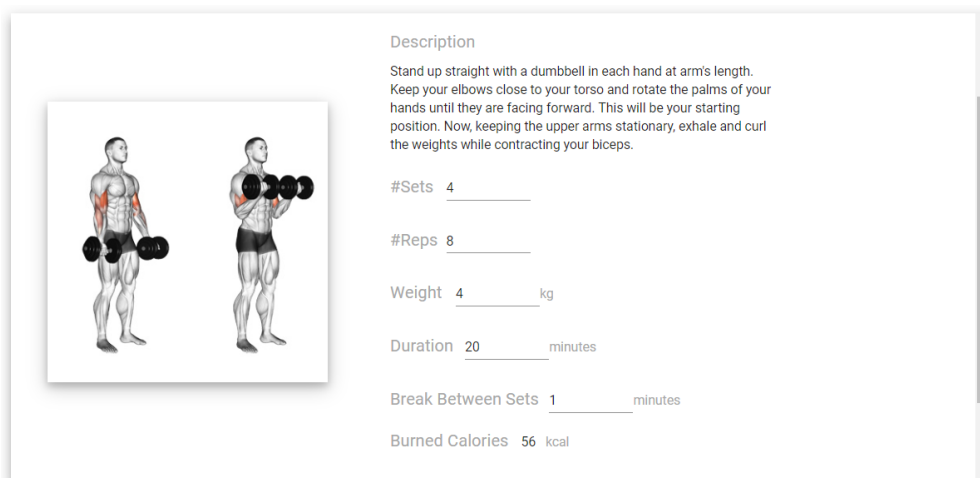 Description
Stand up straight with a dumbbell in each hand at arm's length.
Keep your elbows close to your torso and rotate the palms of your
hands until they are facing forward. This will be your starting
position. Now, keeping the upper arms stationary, exhale and curl
the weights while contracting your biceps.
#Sets 4
#Reps 8
Weight 4 kg
Duration 20 minutes
Break Between Sets 1 minutes
Burned Calories 56 kcal